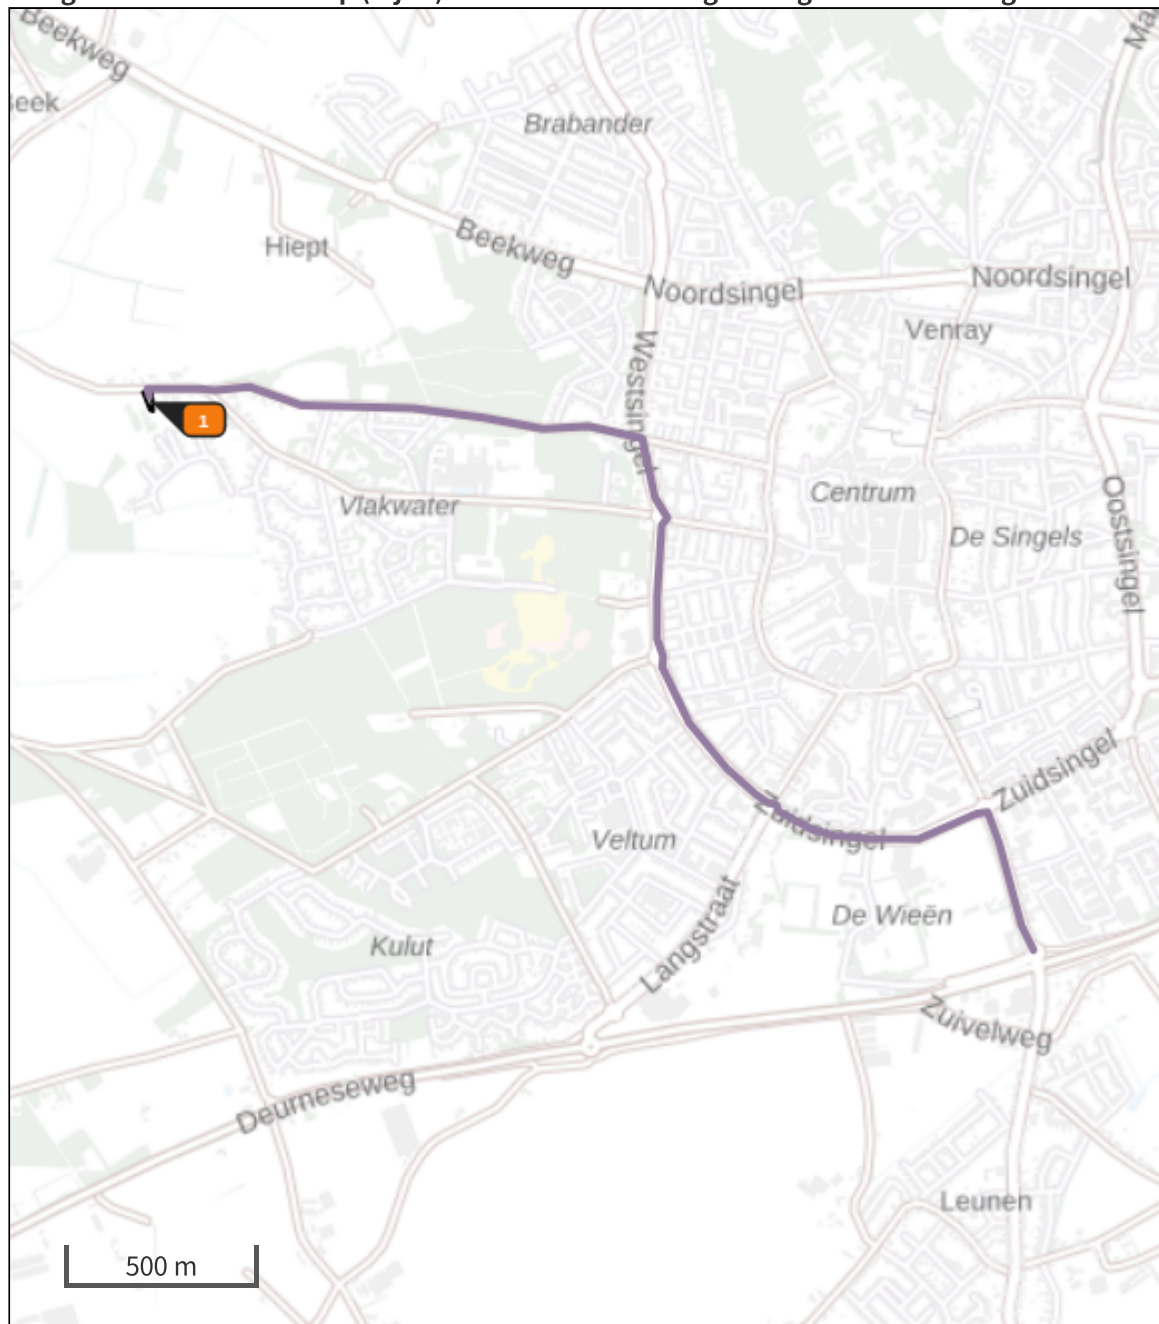 Beekweg
Brabander
Hiept
Beekweg
Noordsingel
Noordsingel
Venray
Westsingel
1
Vlakwater
Centrum
De Singels
Oostsingel
Zuidsingel
Zuidsingel
Veltum
De Wieën
Langstraat
Kulut
Zuivelweg
Deurneseweg
Leunen
500 m